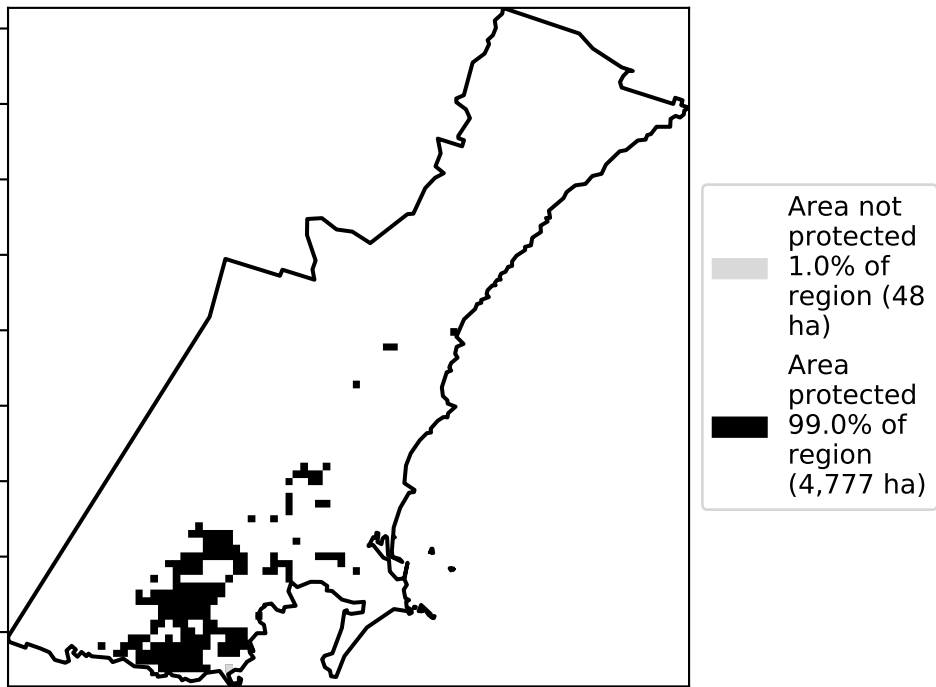 Area not
protected
1.0% of
region (48
ha)
Area
protected
99.0% of
region
(4,777 ha)